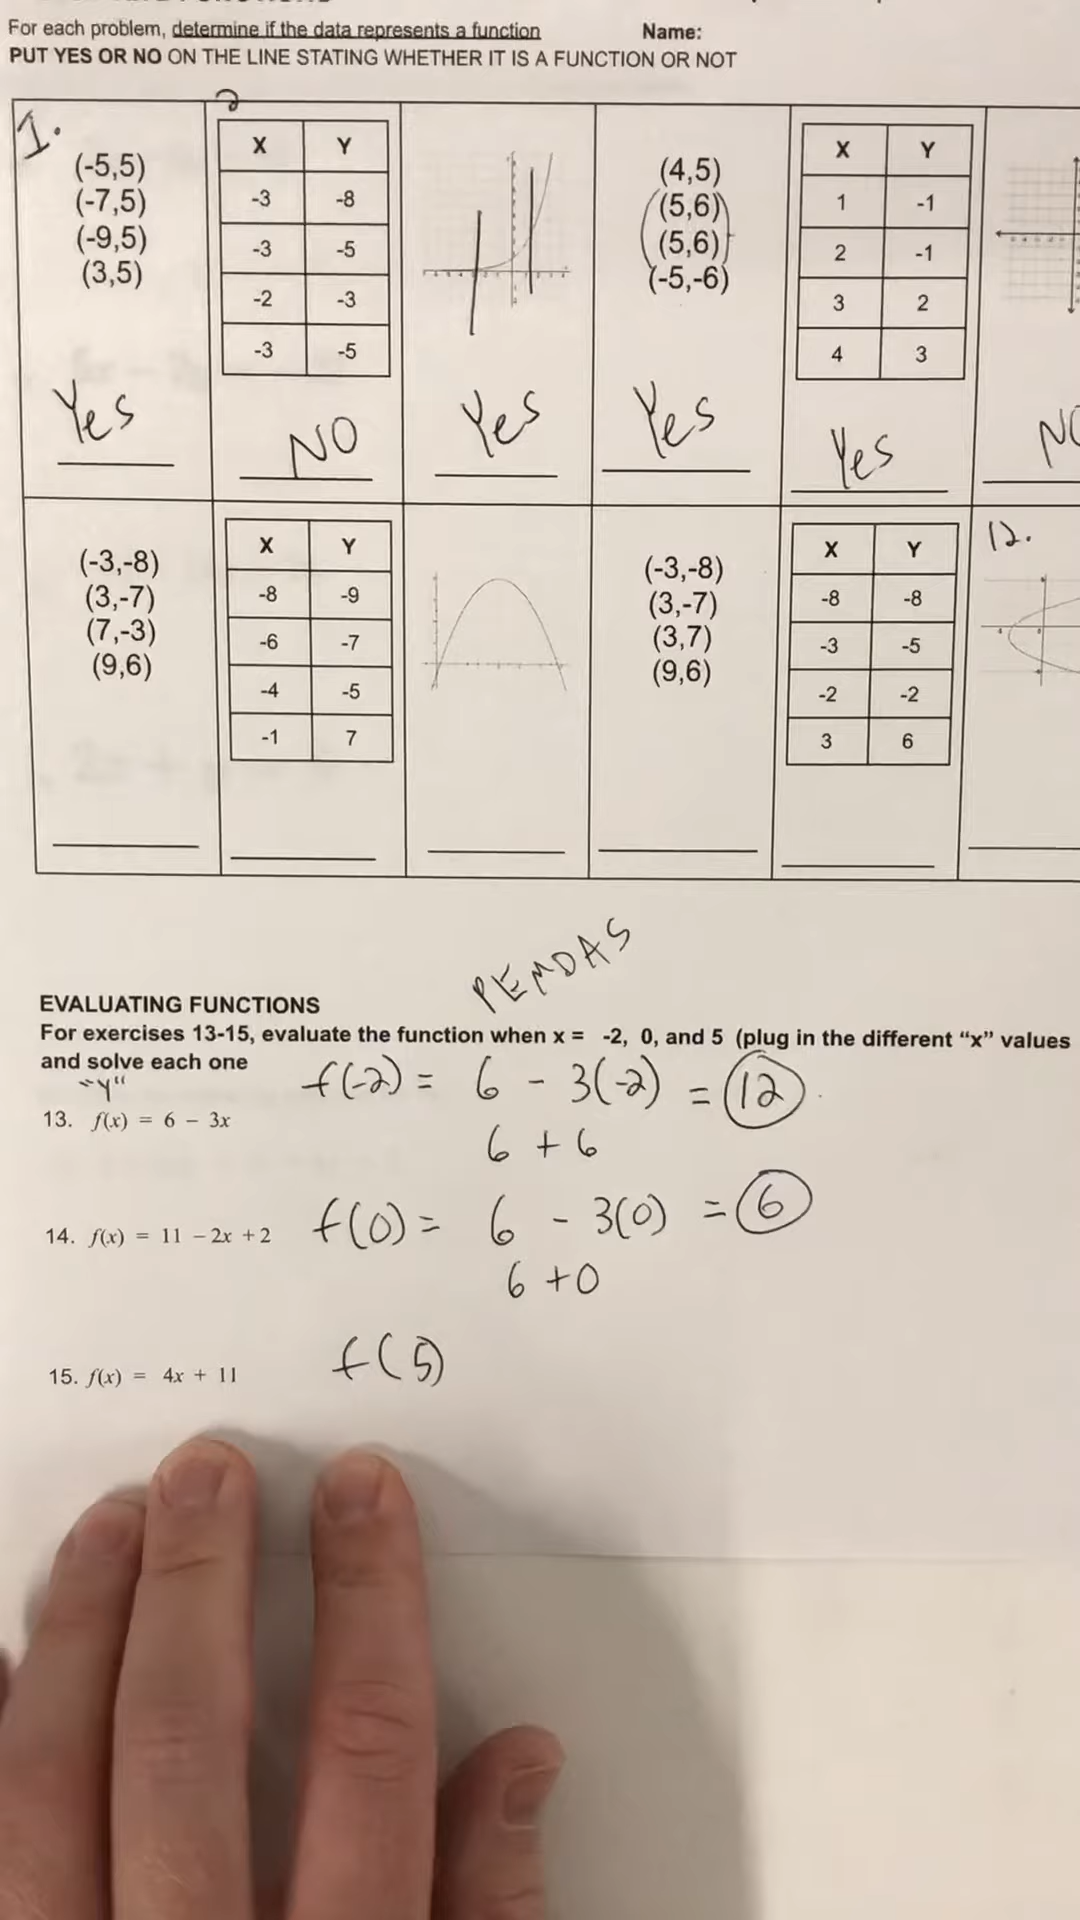 For each problem, determine if the data represents a function Name:
PUT YES OR NO ON THE LINE STATING WHETHER IT IS A FUNCTION OR NOT
1.
(-5,5)
(-7,5)
(-9,5)
(3,5)
Yes
2
X Y
-3 -8
-3 -5
-2 -3
-3 -5
NO
Yes
(4,5)
(5,6)
(5,6)
(-5,-6)
Yes
X Y
1 -1
2 -1
3 2
4 3
Yes
NO
(-3,-8)
(3,-7)
(7,-3)
(9,6)
X Y
-8 -9
-6 -7
-4 -5
-1 7
(-3,-8)
(3,-7)
(3,7)
(9,6)
X Y
-8 -8
-3 -5
-2 -2
3 6
12.
PEMDAS
EVALUATING FUNCTIONS
For exercises 13-15, evaluate the function when x = -2, 0, and 5 (plug in the different “x” values
and solve each one
"Y"
f(-2) = 6 - 3(-2) = 12
13. f(x) = 6 − 3x
6 + 6
f(0) = 6 - 3(0) = 6
14. f(x) = 11 − 2x + 2
6 + 0
f(5)
15. f(x) = 4x + 11